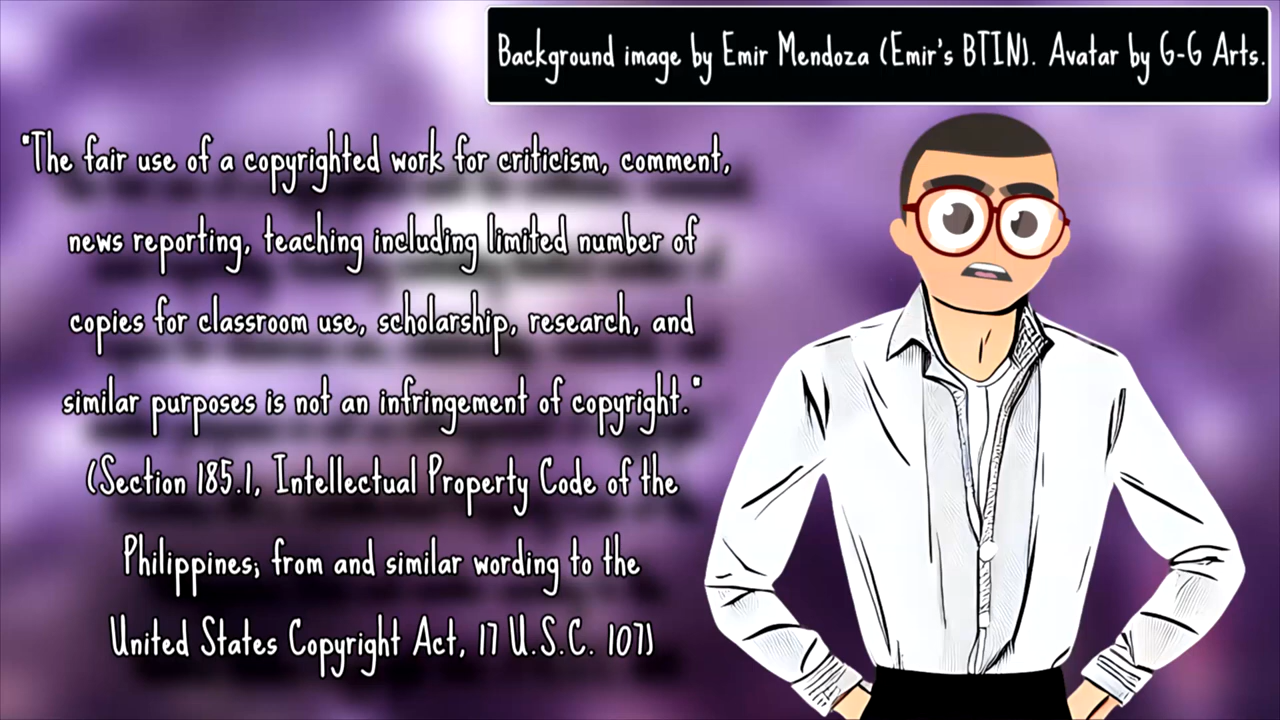 Background image by Emir Mendoza (Emir's BTIN). Avatar by G-G Arts.
"The fair use of a copyrighted work for criticism, comment,
news reporting, teaching including limited number of
copies for classroom use, scholarship, research, and
similar purposes is not an infringement of copyright."
(Section 185.1, Intellectual Property Code of the
Philippines; from and similar wording to the
United States Copyright Act, 17 U.S.C. 107)